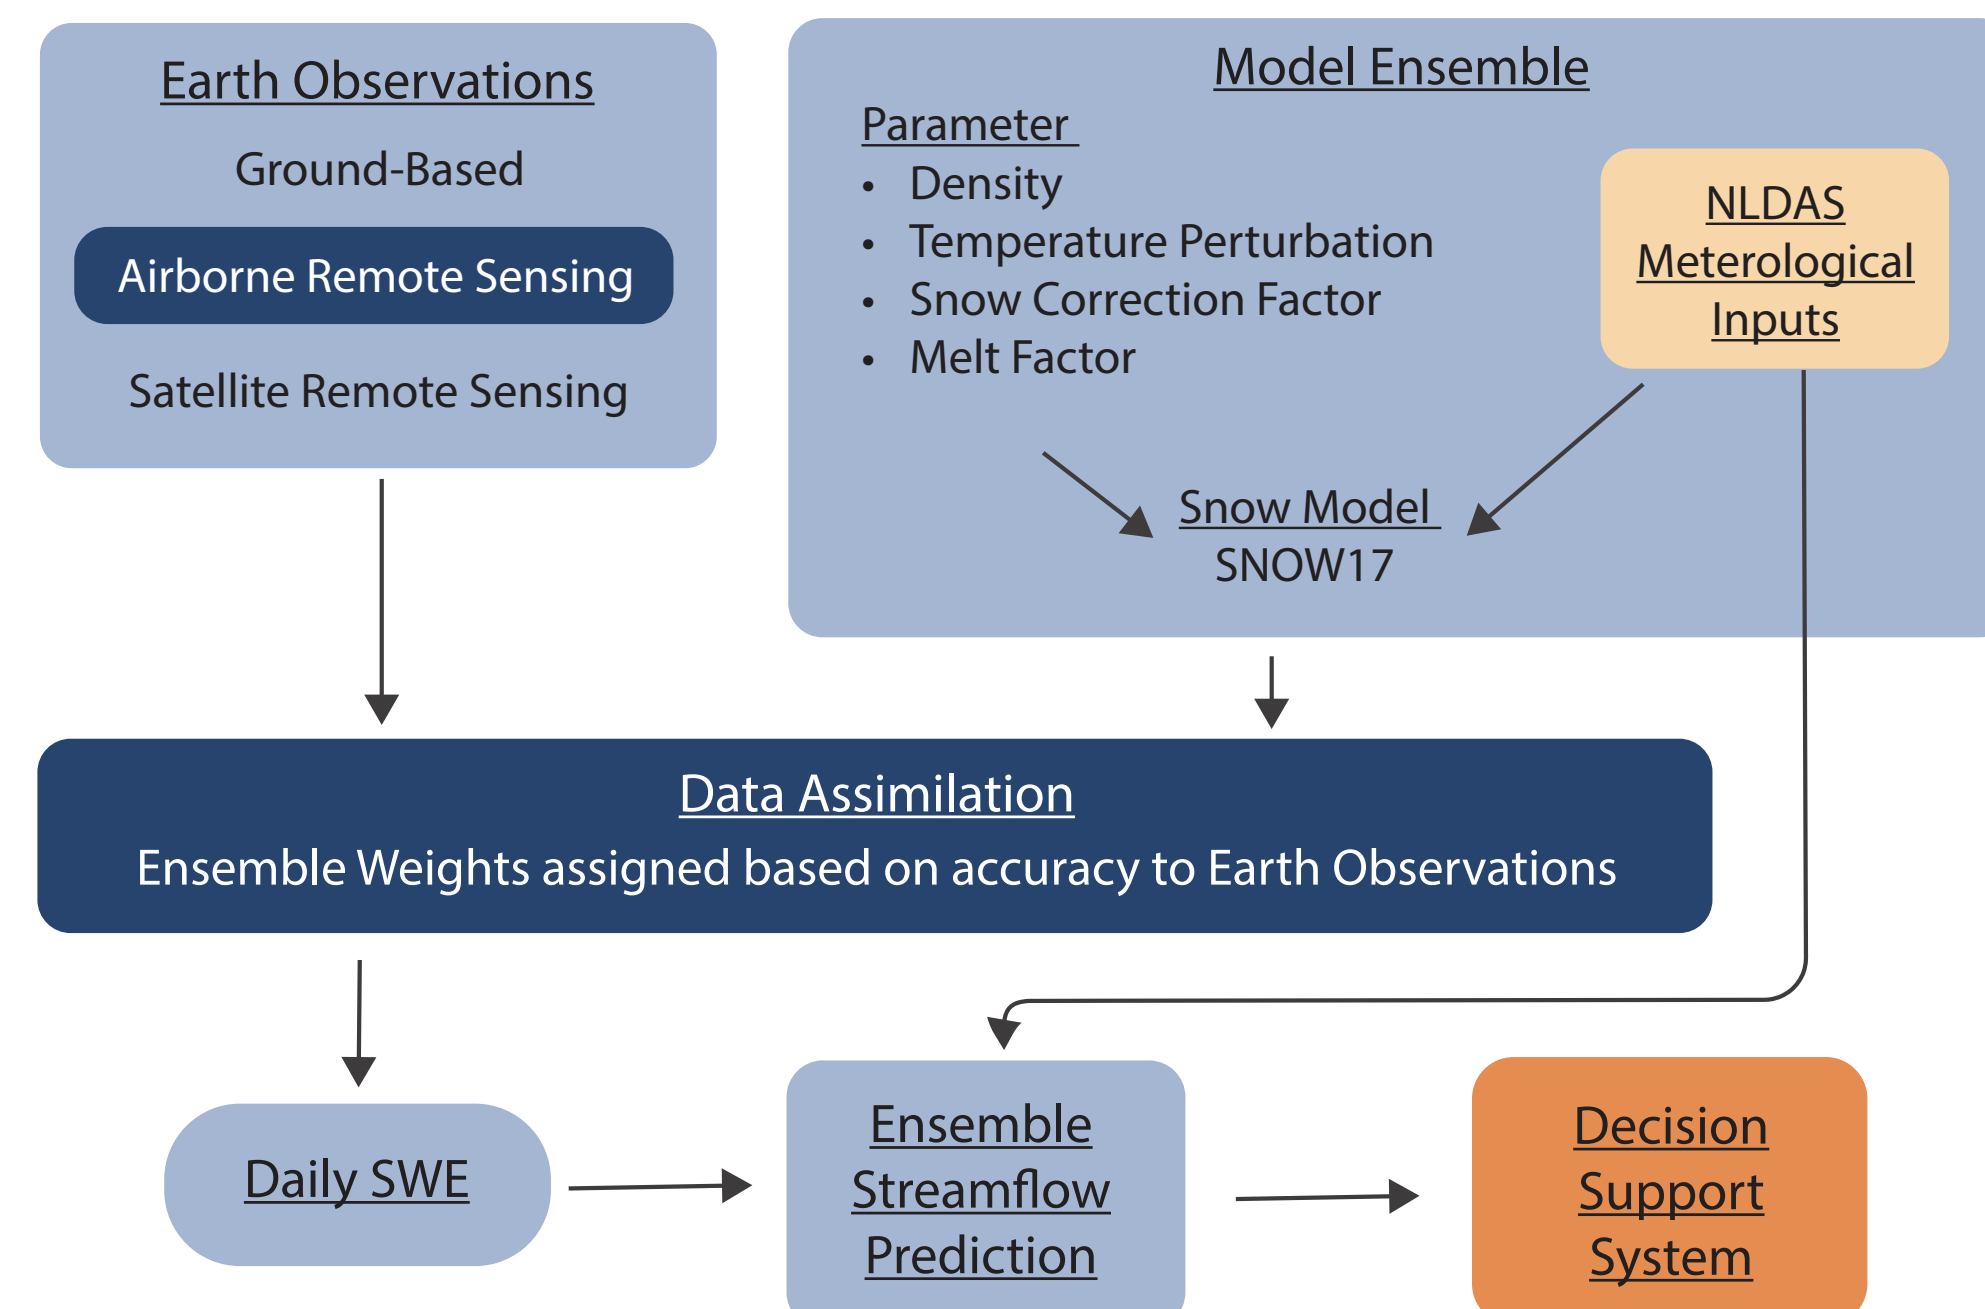 Earth Observations
Ground-Based
Airborne Remote Sensing
Satellite Remote Sensing
Model Ensemble
Parameter
• Density
• Temperature Perturbation
• Snow Correction Factor
• Melt Factor
NLDAS
Meterological
Inputs
Snow Model
SNOW17
Data Assimilation
Ensemble Weights assigned based on accuracy to Earth Observations
Daily SWE
Ensemble
Streamflow
Prediction
Decision
Support
System